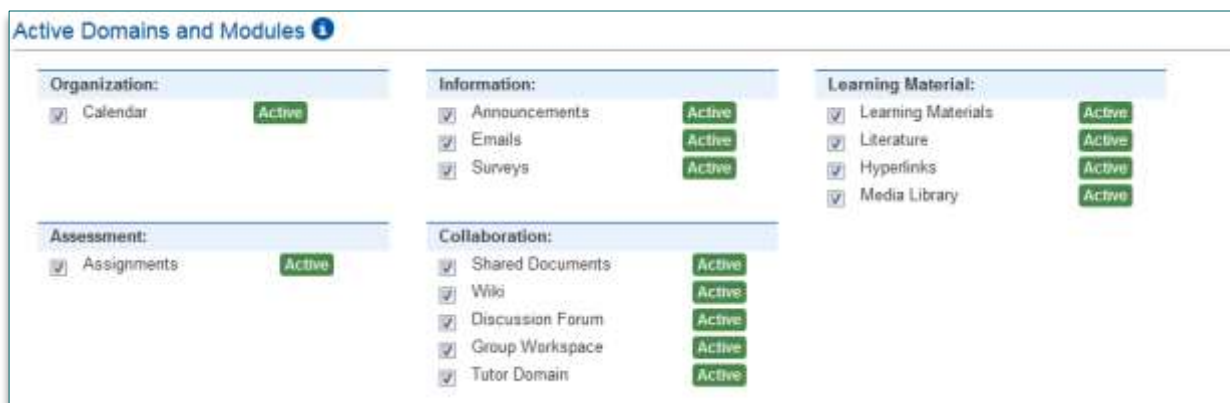 Active Domains and Modules i
Organization:
Calendar Active
Information:
Announcements Active
Emails Active
Surveys Active
Learning Material:
Learning Materials Active
Literature Active
Hyperlinks Active
Media Library Active
Assessment:
Assignments Active
Collaboration:
Shared Documents Active
Wiki Active
Discussion Forum Active
Group Workspace Active
Tutor Domain Active